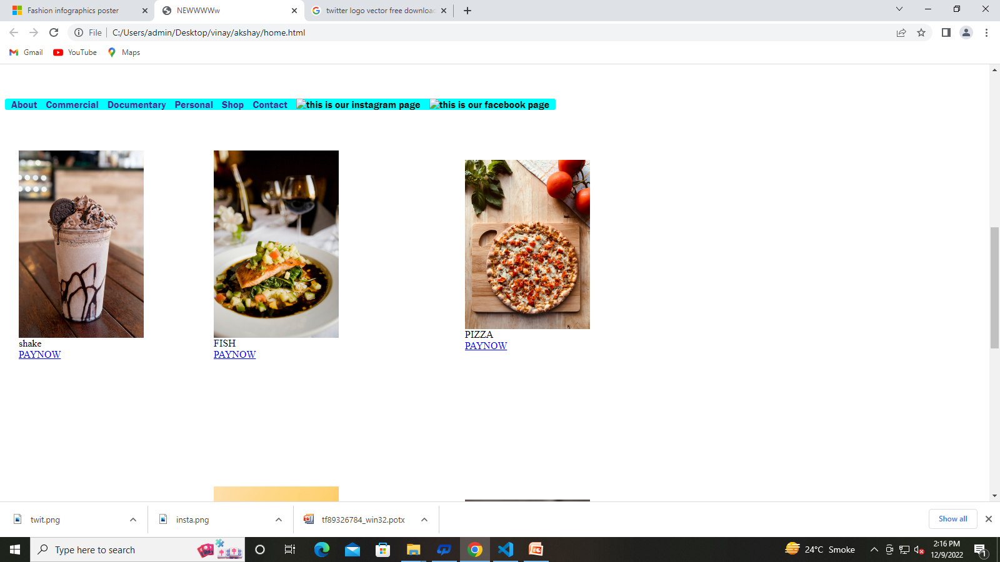 Fashion infographics poster
NEWWWWw
twitter logo vector free downloa
File
C:/Users/admin/Desktop/vinay/akshay/home.html
Gmail
YouTube
Maps
About Commercial Documentary Personal Shop Contact this is our instagram page this is our facebook page
shake
PAYNOW
FISH
PAYNOW
PIZZA
PAYNOW
twit.png
insta.png
tf89326784_win32.potx
Show all
Type here to search
24°C Smoke
2:16 PM
12/9/2022
1